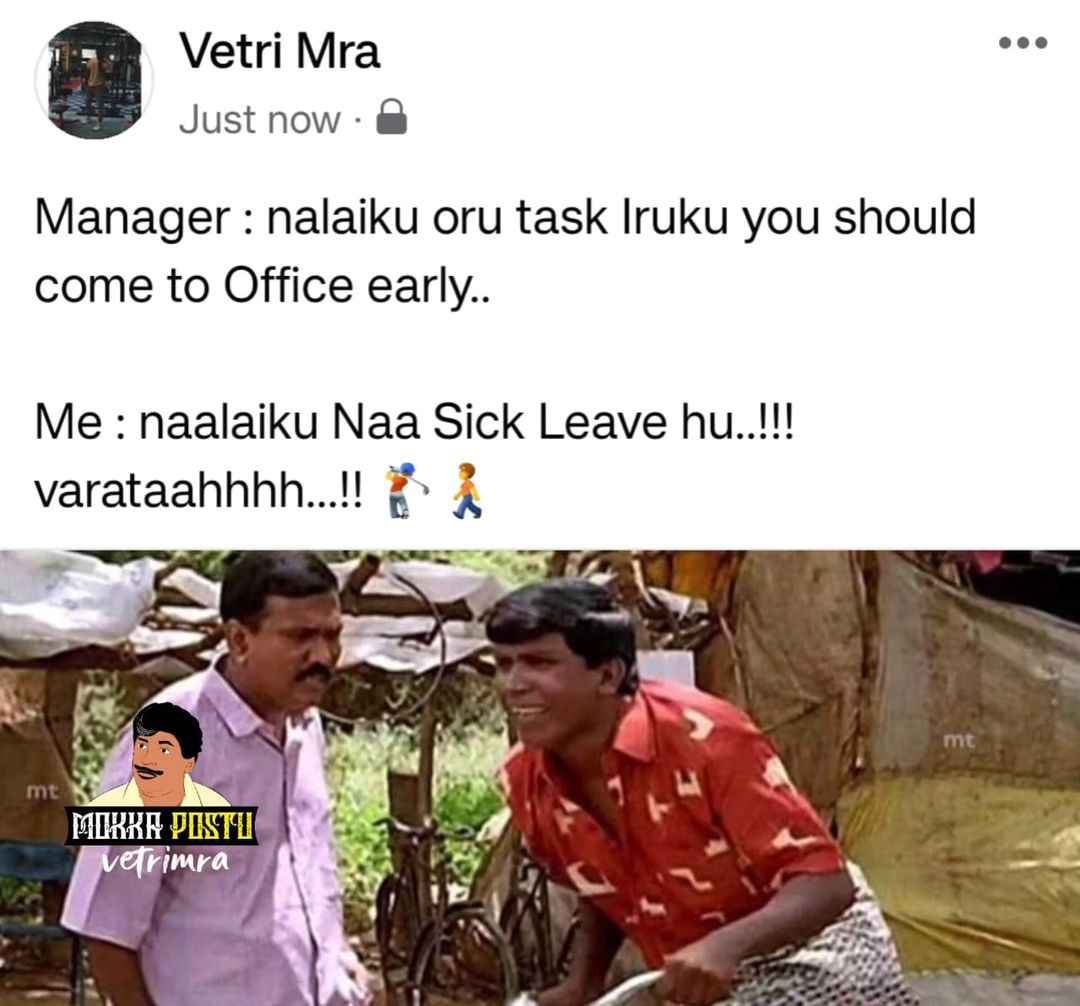 Vetri Mra
Just now ·
Manager : nalaiku oru task Iruku you should
come to Office early..
Me : naalaiku Naa Sick Leave hu..!!!
varataahhhh...!!
mt
mt
MOKKA POSTU
vetrimra